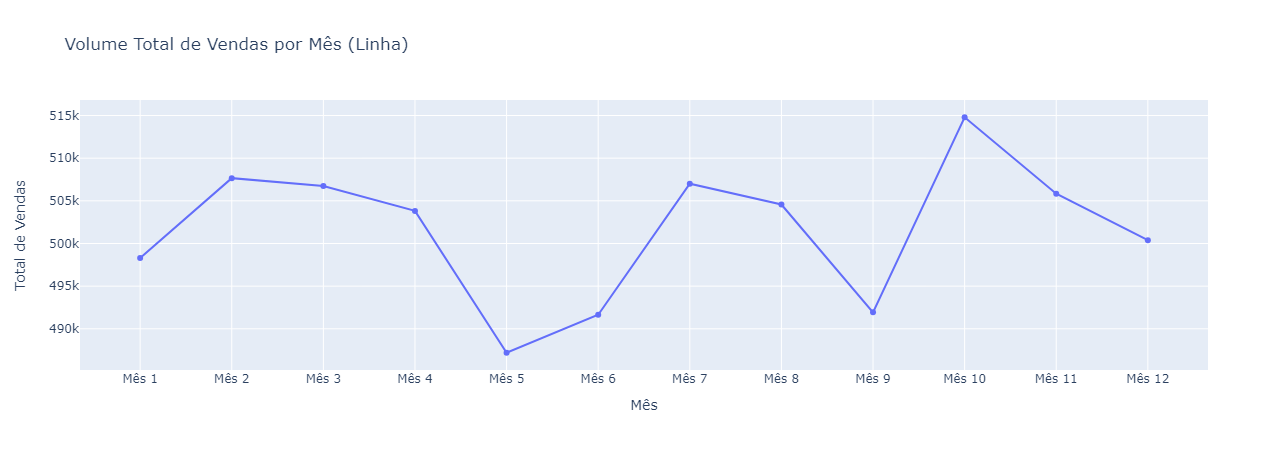 Volume Total de Vendas por Mês (Linha)
Total de Vendas
515k
510k
505k
500k
495k
490k
Mês 1 Mês 2 Mês 3 Mês 4 Mês 5 Mês 6 Mês 7 Mês 8 Mês 9 Mês 10 Mês 11 Mês 12
Mês